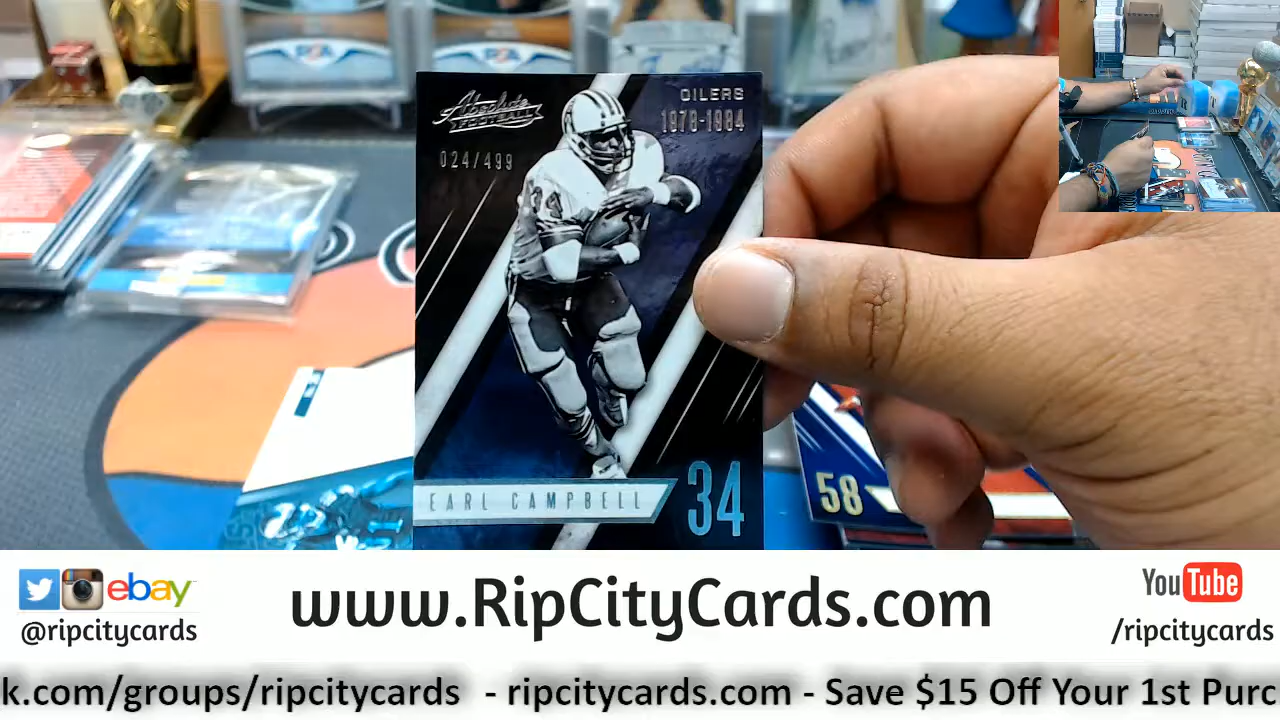 Absolute
FOOTBALL
OILERS
1978-1984
024/499
EARL CAMPBELL
34
58
ebay
@ripcitycards
www.RipCityCards.com
YouTube
/ripcitycards
k.com/groups/ripcitycards - ripcitycards.com - Save $15 Off Your 1st Purc